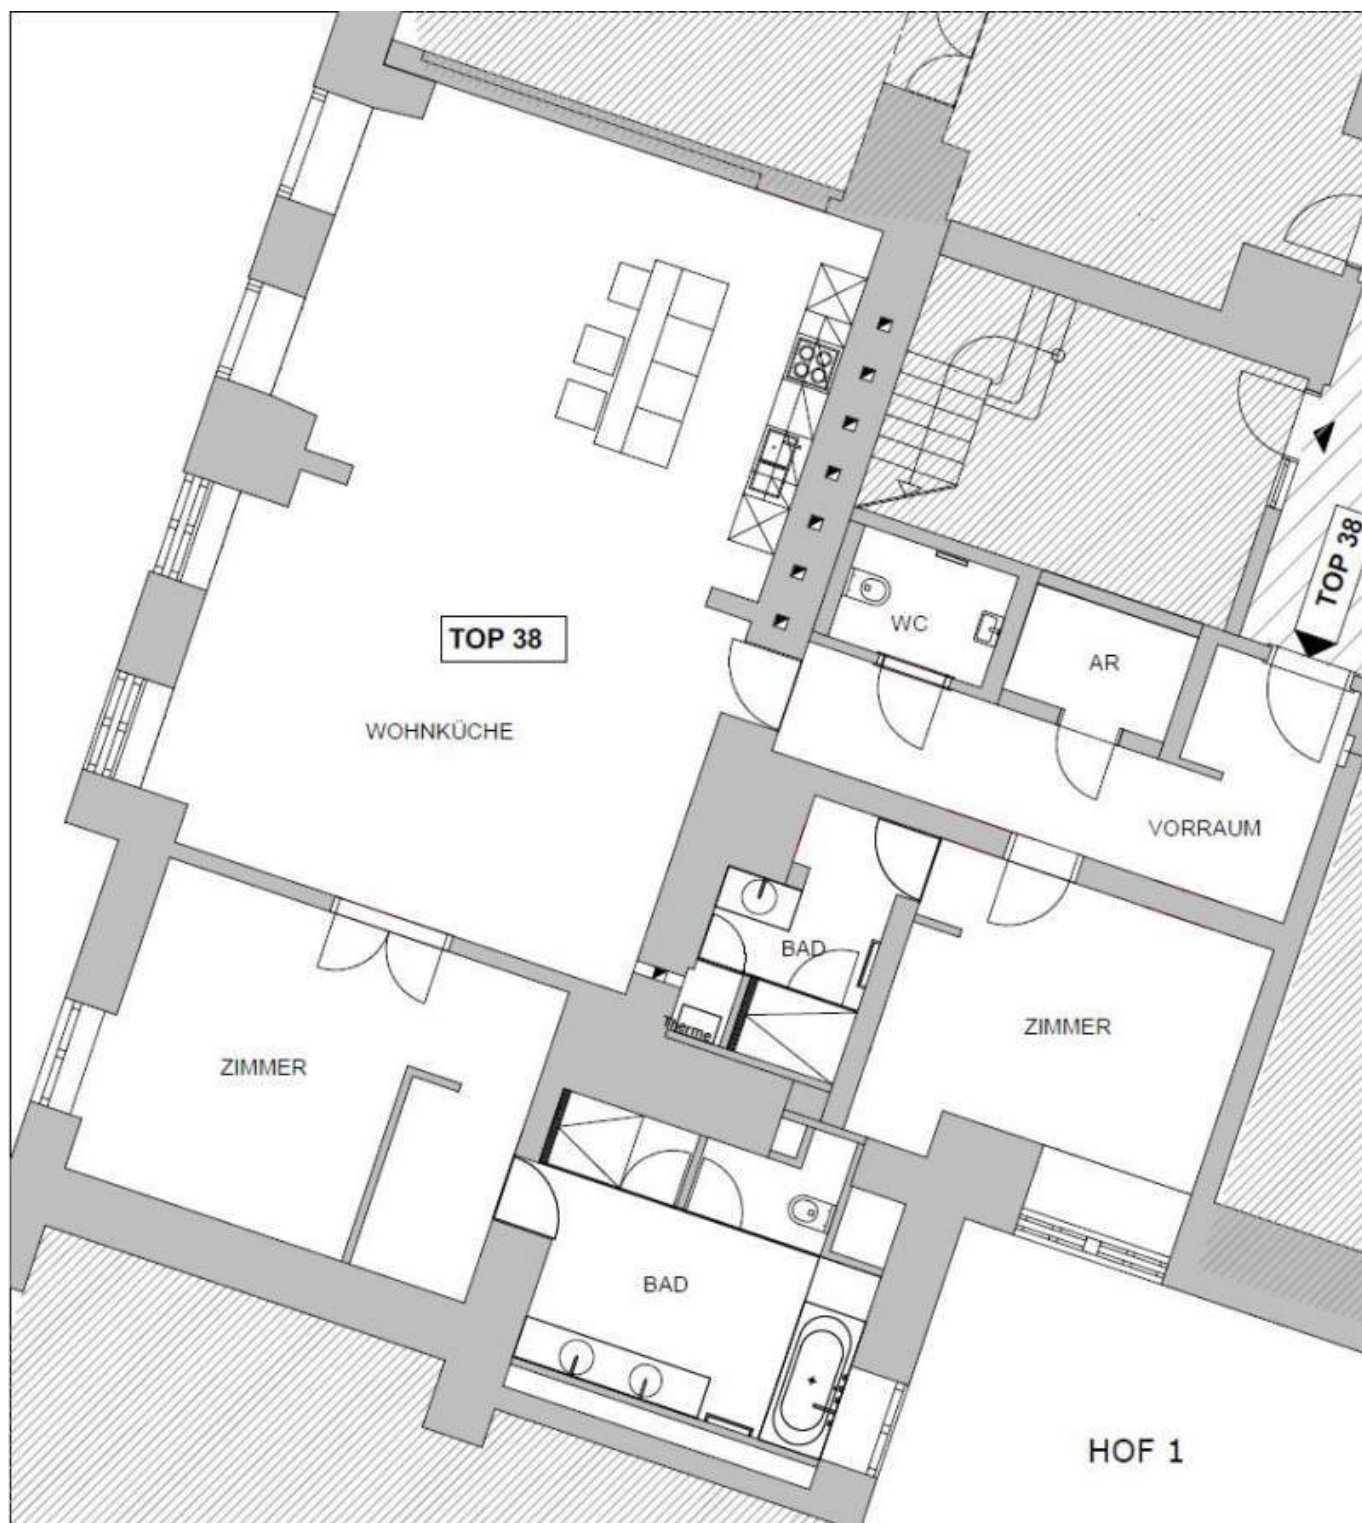 TOP 38
WC
AR
TOP 38
WOHNKÜCHE
VORRAUM
BAD
ZIMMER
Therme
ZIMMER
BAD
HOF 1